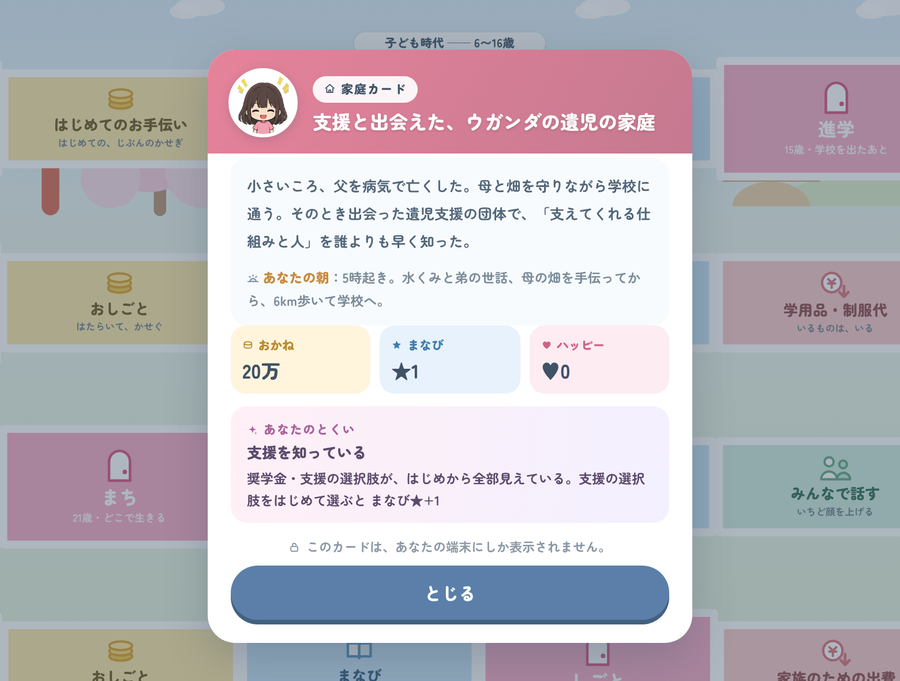 子ども時代 ── 6〜16歳
家庭カード
支援と出会えた、ウガンダの遺児の家庭
はじめてのお手伝い
はじめての、じぶんのかせぎ
進学
15歳・学校を出たあと
小さいころ、父を病気で亡くした。母と畑を守りながら学校に
通う。そのとき出会った遺児支援の団体で、「支えてくれる仕
組みと人」を誰よりも早く知った。
あなたの朝：5時起き。水くみと弟の世話、母の畑を手伝ってか
ら、6km歩いて学校へ。
おしごと
はたらいて、かせぐ
学用品・制服代
いるものは、いる
おかね
20万
まなび
★1
ハッピー
♥0
あなたのとくい
支援を知っている
奨学金・支援の選択肢が、はじめから全部見えている。支援の選択
肢をはじめて選ぶと まなび★+1
まち
21歳・どこで生きる
みんなで話す
いちど顔を上げる
このカードは、あなたの端末にしか表示されません。
とじる
おしごと
まなび
しごと
家族のための出費